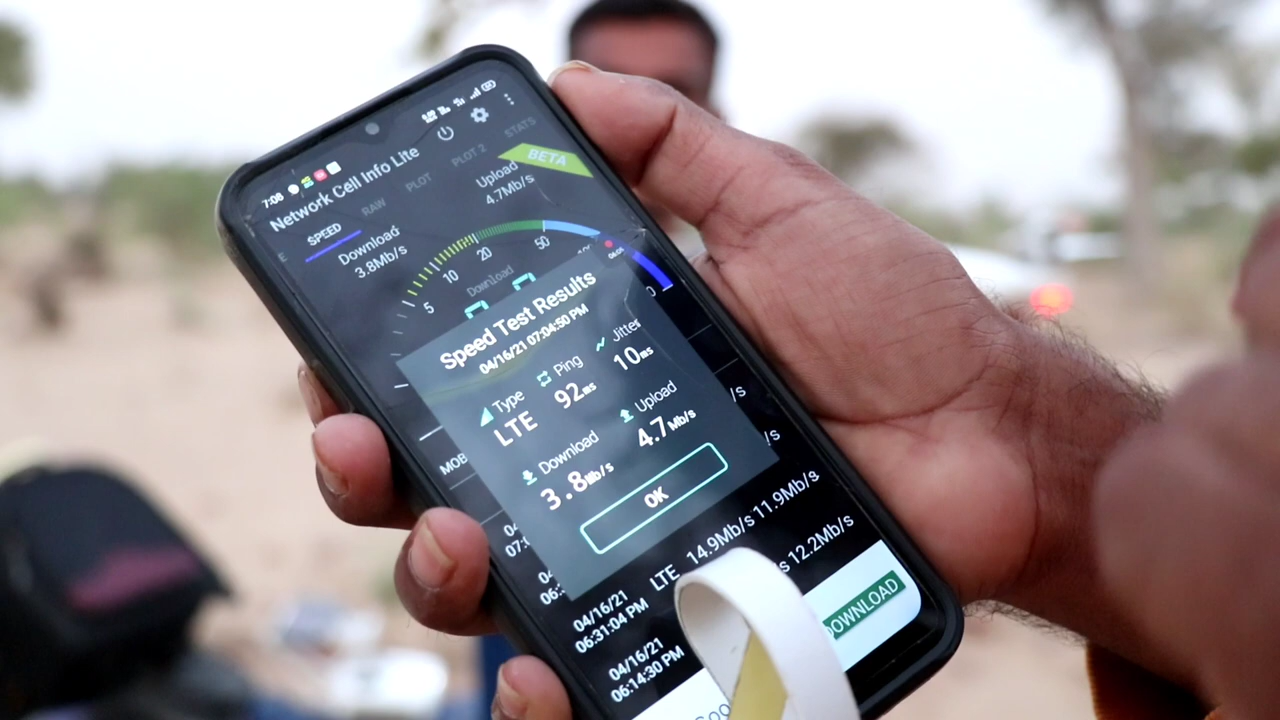 7:06
Network Cell Info Lite
SPEED RAW PLOT PLOT 2 STATS
BETA
Download
3.8Mb/s
Upload
4.7Mb/s
5 10 20 50
Download
Speed Test Results
04/16/21 07:04:50 PM
Type Ping Jitter
LTE 92ms 10ms
Download Upload
3.8Mb/s 4.7Mb/s
OK
MOB
/s
/s
04/16/21
06:31:04 PM
LTE 14.9Mb/s 11.9Mb/s
04/16/21
06:14:30 PM
12.2Mb/s
DOWNLOAD